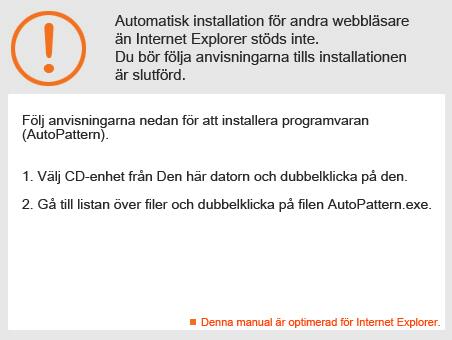 Automatisk installation för andra webbläsare
än Internet Explorer stöds inte.
Du bör följa anvisningarna tills installationen
är slutförd.
Följ anvisningarna nedan för att installera programvaran
(AutoPattern).
1. Välj CD-enhet från Den här datorn och dubbelklicka på den.
2. Gå till listan över filer och dubbelklicka på filen AutoPattern.exe.
Denna manual är optimerad för Internet Explorer.